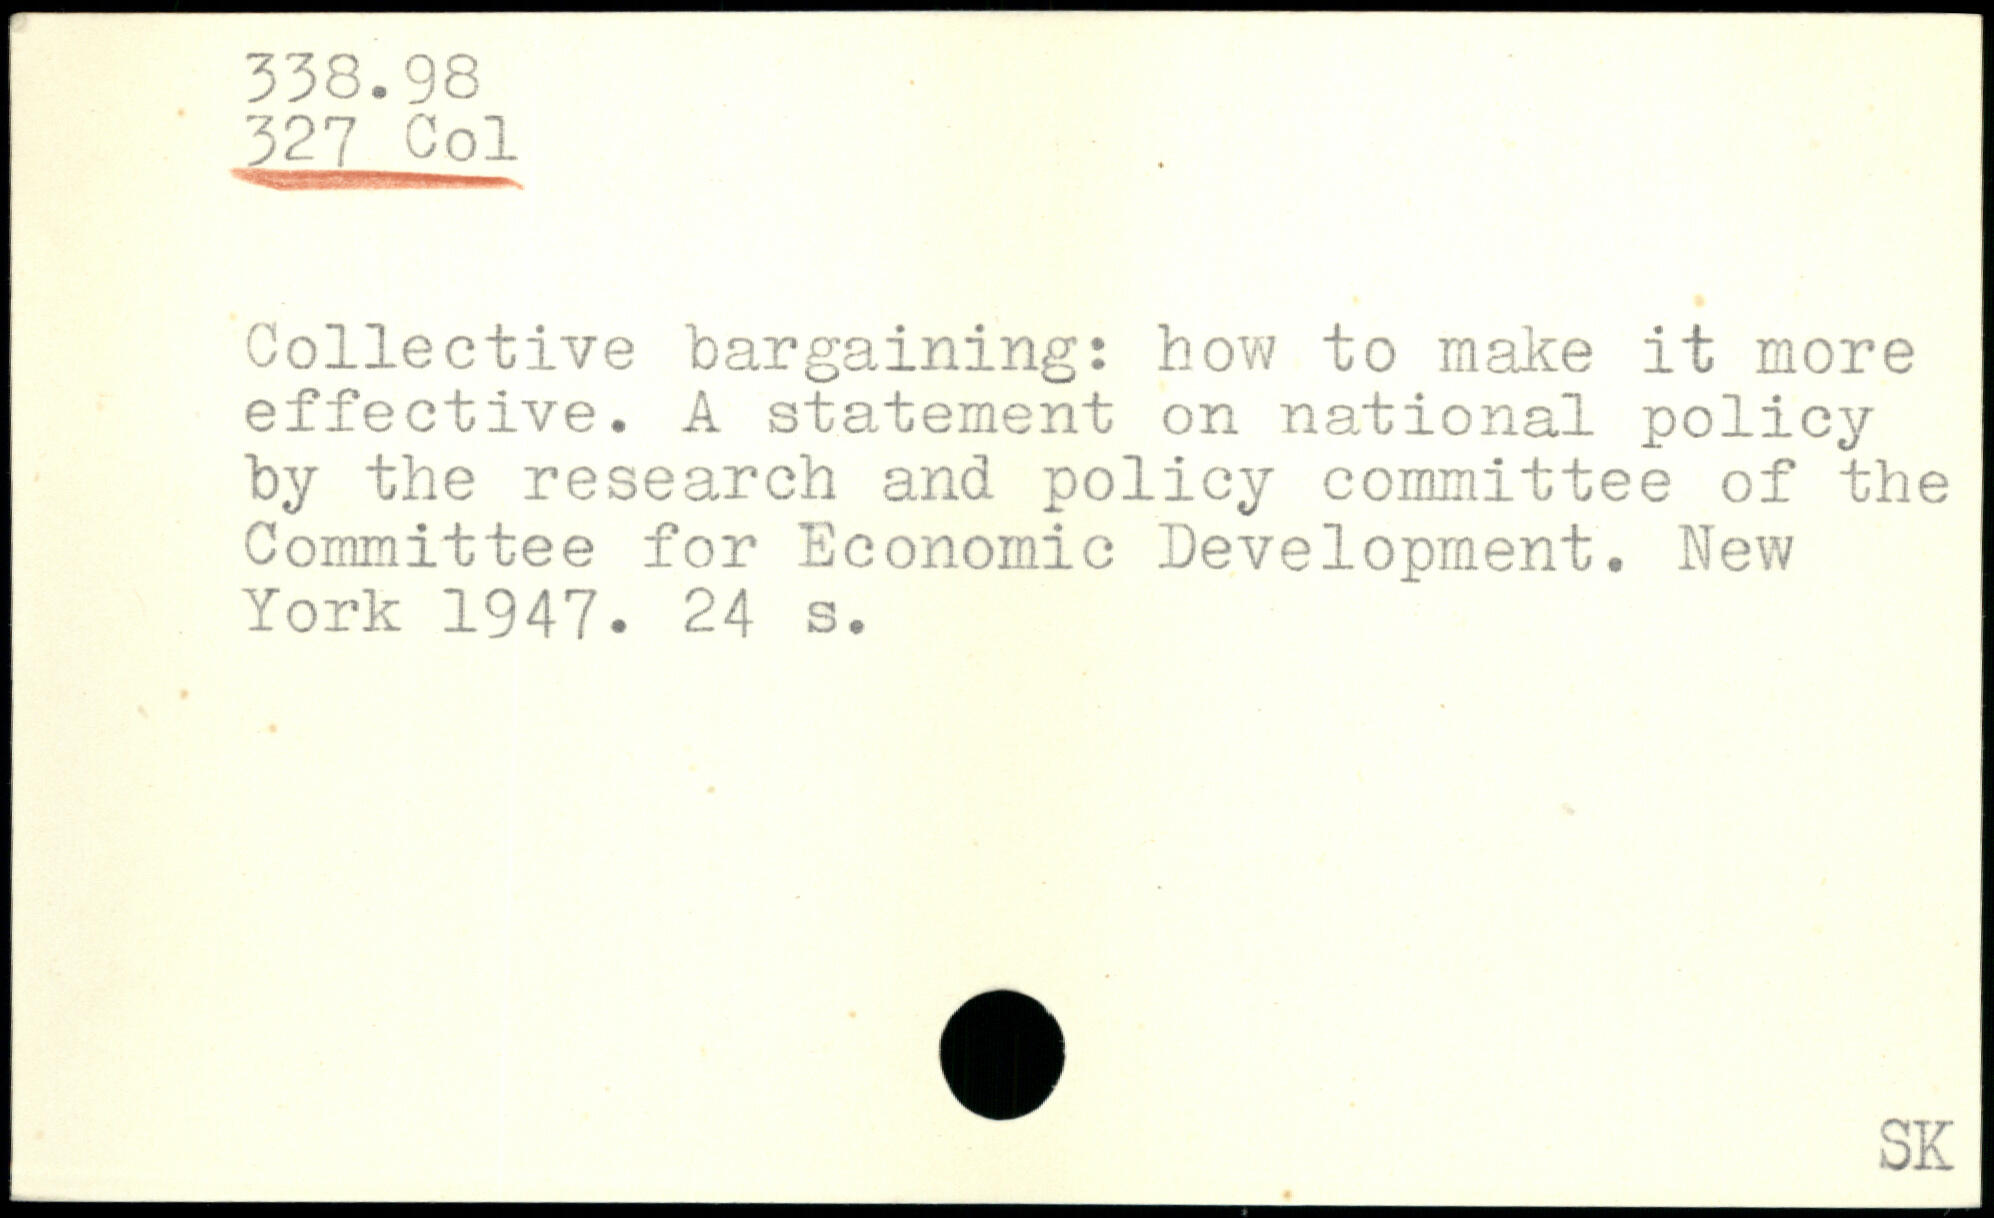 338.98
327 Col
Collective bargaining: how to make it more
effective. A statement on national policy
by the research and policy committee of the
Committee for Economic Development. New
York 1947. 24 s.
SK